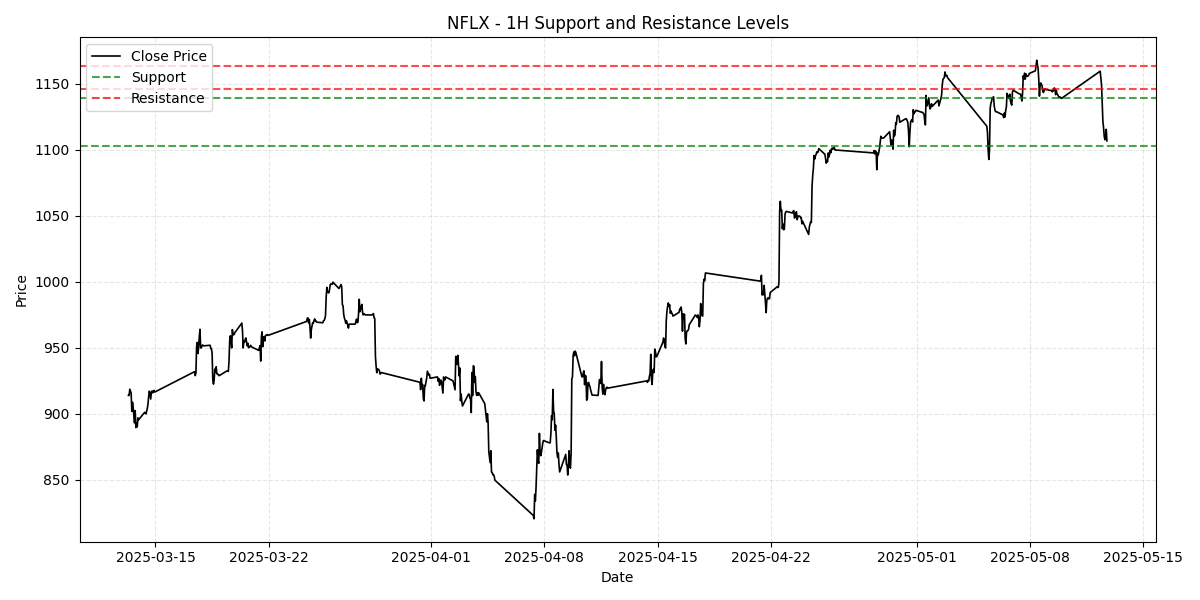 NFLX - 1H Support and Resistance Levels
Close Price
Support
Resistance
1150
1100
1050
1000
950
900
850
Price
2025-03-15
2025-03-22
2025-04-01
2025-04-08
2025-04-15
2025-04-22
2025-05-01
2025-05-08
2025-05-15
Date